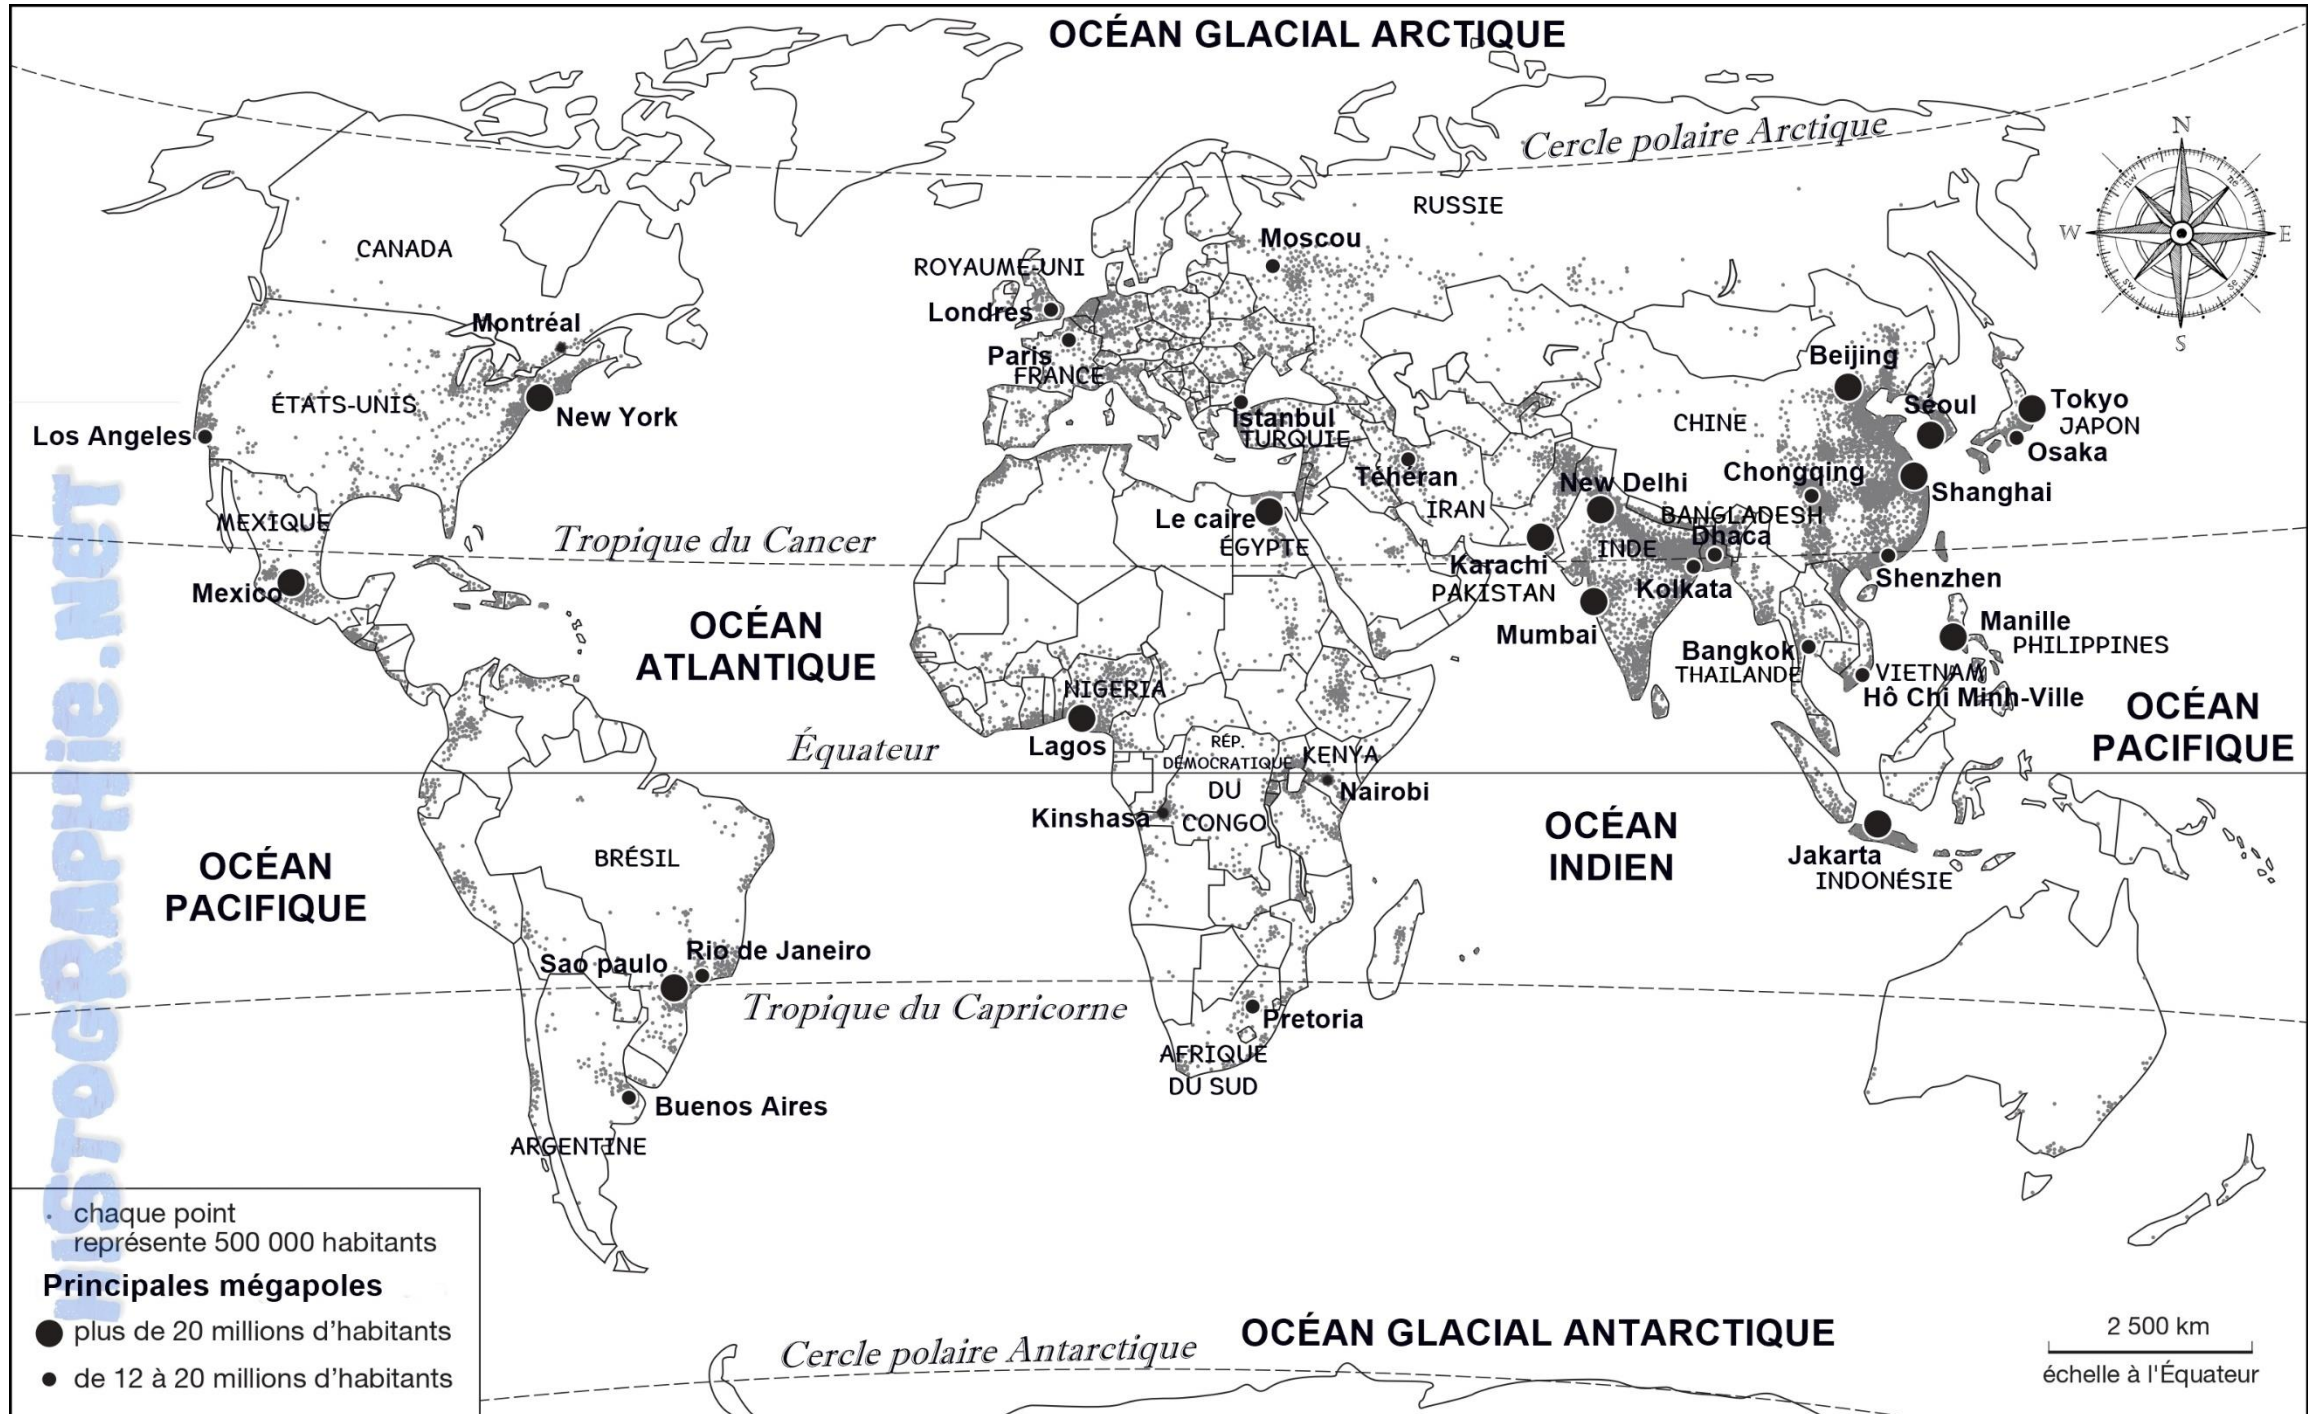 OCÉAN GLACIAL ARCTIQUE
Cercle polaire Arctique
N
nw
ne
W
E
sw
se
S
RUSSIE
CANADA
Moscou
ROYAUME-UNI
Londres
Montréal
Paris
FRANCE
Beijing
ÉTATS-UNIS
New York
Los Angeles
Istanbul
TURQUIE
CHINE
Séoul
Tokyo
JAPON
Osaka
Téhéran
New Delhi
Chongqing
Shanghai
MEXIQUE
Le caire
IRAN
BANGLADESH
Tropique du Cancer
ÉGYPTE
INDE
Dhaca
Karachi
PAKISTAN
Kolkata
Shenzhen
Mexico
OCÉAN
ATLANTIQUE
Mumbai
Manille
PHILIPPINES
Bangkok
THAILANDE
VIETNAM
Hô Chi Minh-Ville
NIGERIA
Lagos
OCÉAN
PACIFIQUE
Équateur
RÉP.
DÉMOCRATIQUE
DU
CONGO
KENYA
Nairobi
Kinshasa
OCÉAN
INDIEN
Jakarta
INDONÉSIE
BRÉSIL
OCÉAN
PACIFIQUE
Rio de Janeiro
Sao paulo
Tropique du Capricorne
Pretoria
AFRIQUE
DU SUD
Buenos Aires
ARGENTINE
HISTOGRAPHie.NeT
chaque point
représente 500 000 habitants
Principales mégapoles
plus de 20 millions d’habitants
de 12 à 20 millions d’habitants
OCÉAN GLACIAL ANTARCTIQUE
Cercle polaire Antarctique
2 500 km
échelle à l'Équateur